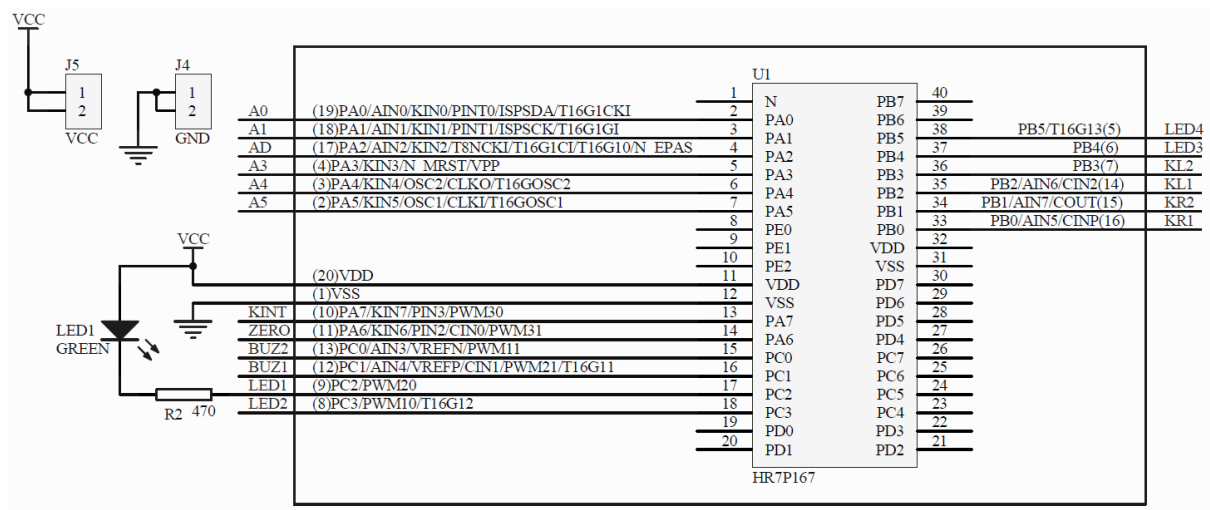 VCC
J5
J4
1
2
1
2
VCC
GND
U1
A0 (19)PA0/AIN0/KIN0/PINT0/ISPSDA/T16G1CKI
A1 (18)PA1/AIN1/KIN1/PINT1/ISPSCK/T16G1GI
AD (17)PA2/AIN2/KIN2/T8NCKI/T16G1CI/T16G10/N EPAS
A3 (4)PA3/KIN3/N MRST/VPP
A4 (3)PA4/KIN4/OSC2/CLKO/T16GOSC2
A5 (2)PA5/KIN5/OSC1/CLKI/T16GOSC1
VCC
(20)VDD
(1)VSS
KINT (10)PA7/KIN7/PIN3/PWM30
ZERO (11)PA6/KIN6/PIN2/CIN0/PWM31
BUZ2 (13)PC0/AIN3/VREFN/PWM11
BUZ1 (12)PC1/AIN4/VREFP/CIN1/PWM21/T16G11
LED1 (9)PC2/PWM20
LED2 (8)PC3/PWM10/T16G12
LED1
GREEN
R2 470
1 N PB7 40
2 PA0 PB6 39
3 PA1 PB5 38
4 PA2 PB4 37
5 PA3 PB3 36
6 PA4 PB2 35
7 PA5 PB1 34
8 PE0 PB0 33
9 PE1 VDD 32
10 PE2 VSS 31
11 VDD PD7 30
12 VSS PD6 29
13 PA7 PD5 28
14 PA6 PD4 27
15 PC0 PC7 26
16 PC1 PC6 25
17 PC2 PC5 24
18 PC3 PC4 23
19 PD0 PD3 22
20 PD1 PD2 21
HR7P167
PB5/T16G13(5) LED4
PB4(6) LED3
PB3(7) KL2
PB2/AIN6/CIN2(14) KL1
PB1/AIN7/COUT(15) KR2
PB0/AIN5/CINP(16) KR1